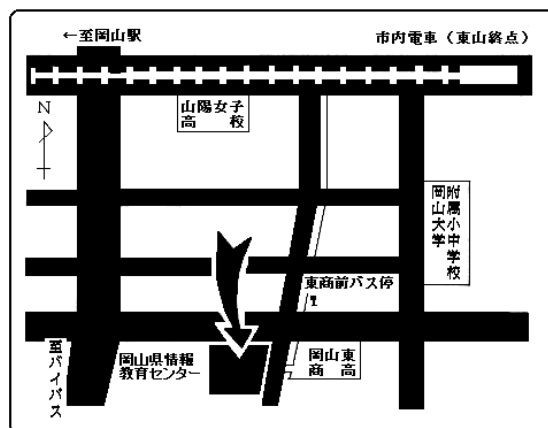 ←至岡山駅
市内電車（東山終点）
N
山陽女子
高校
岡山大学
附属小中学校
東商前バス停
至バイパス
岡山県情報
教育センター
岡山東
商高